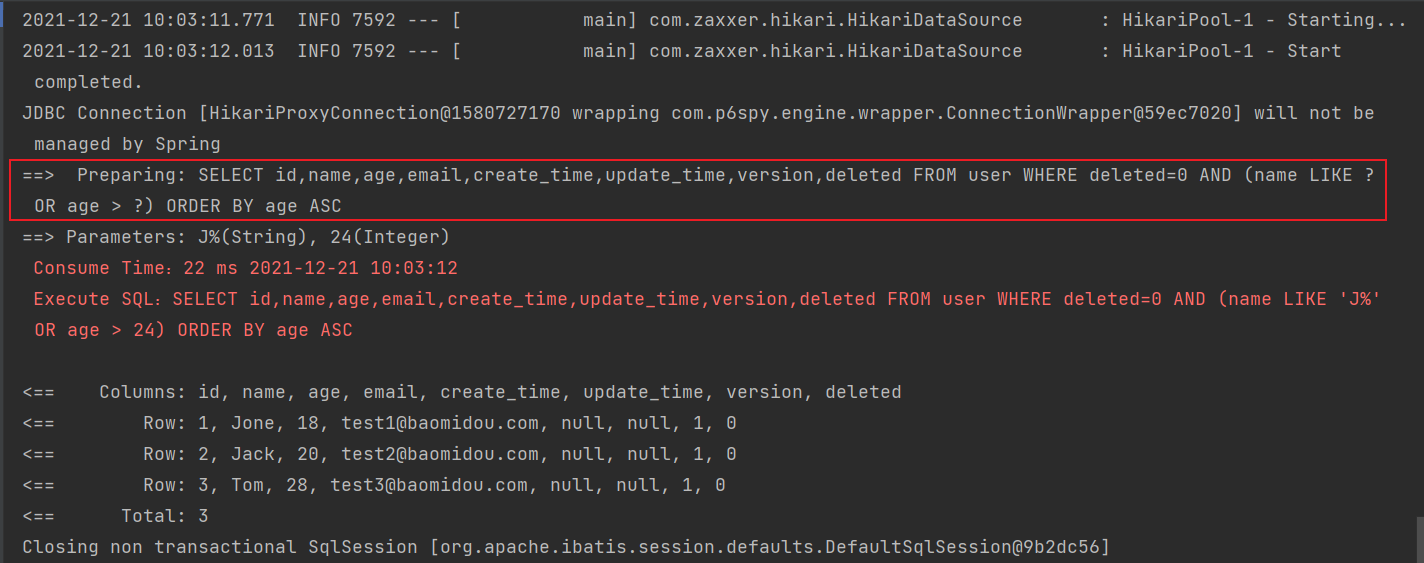 2021-12-21 10:03:11.771  INFO 7592 --- [           main] com.zaxxer.hikari.HikariDataSource       : HikariPool-1 - Starting...
2021-12-21 10:03:12.013  INFO 7592 --- [           main] com.zaxxer.hikari.HikariDataSource       : HikariPool-1 - Start
completed.
JDBC Connection [HikariProxyConnection@1580727170 wrapping com.p6spy.engine.wrapper.ConnectionWrapper@59ec7020] will not be
managed by Spring
==>  Preparing: SELECT id,name,age,email,create_time,update_time,version,deleted FROM user WHERE deleted=0 AND (name LIKE ?
OR age > ?) ORDER BY age ASC
==> Parameters: J%(String), 24(Integer)
Consume Time：22 ms 2021-12-21 10:03:12
Execute SQL：SELECT id,name,age,email,create_time,update_time,version,deleted FROM user WHERE deleted=0 AND (name LIKE 'J%'
OR age > 24) ORDER BY age ASC
<==    Columns: id, name, age, email, create_time, update_time, version, deleted
<==        Row: 1, Jone, 18, test1@baomidou.com, null, null, 1, 0
<==        Row: 2, Jack, 20, test2@baomidou.com, null, null, 1, 0
<==        Row: 3, Tom, 28, test3@baomidou.com, null, null, 1, 0
<==      Total: 3
Closing non transactional SqlSession [org.apache.ibatis.session.defaults.DefaultSqlSession@9b2dc56]